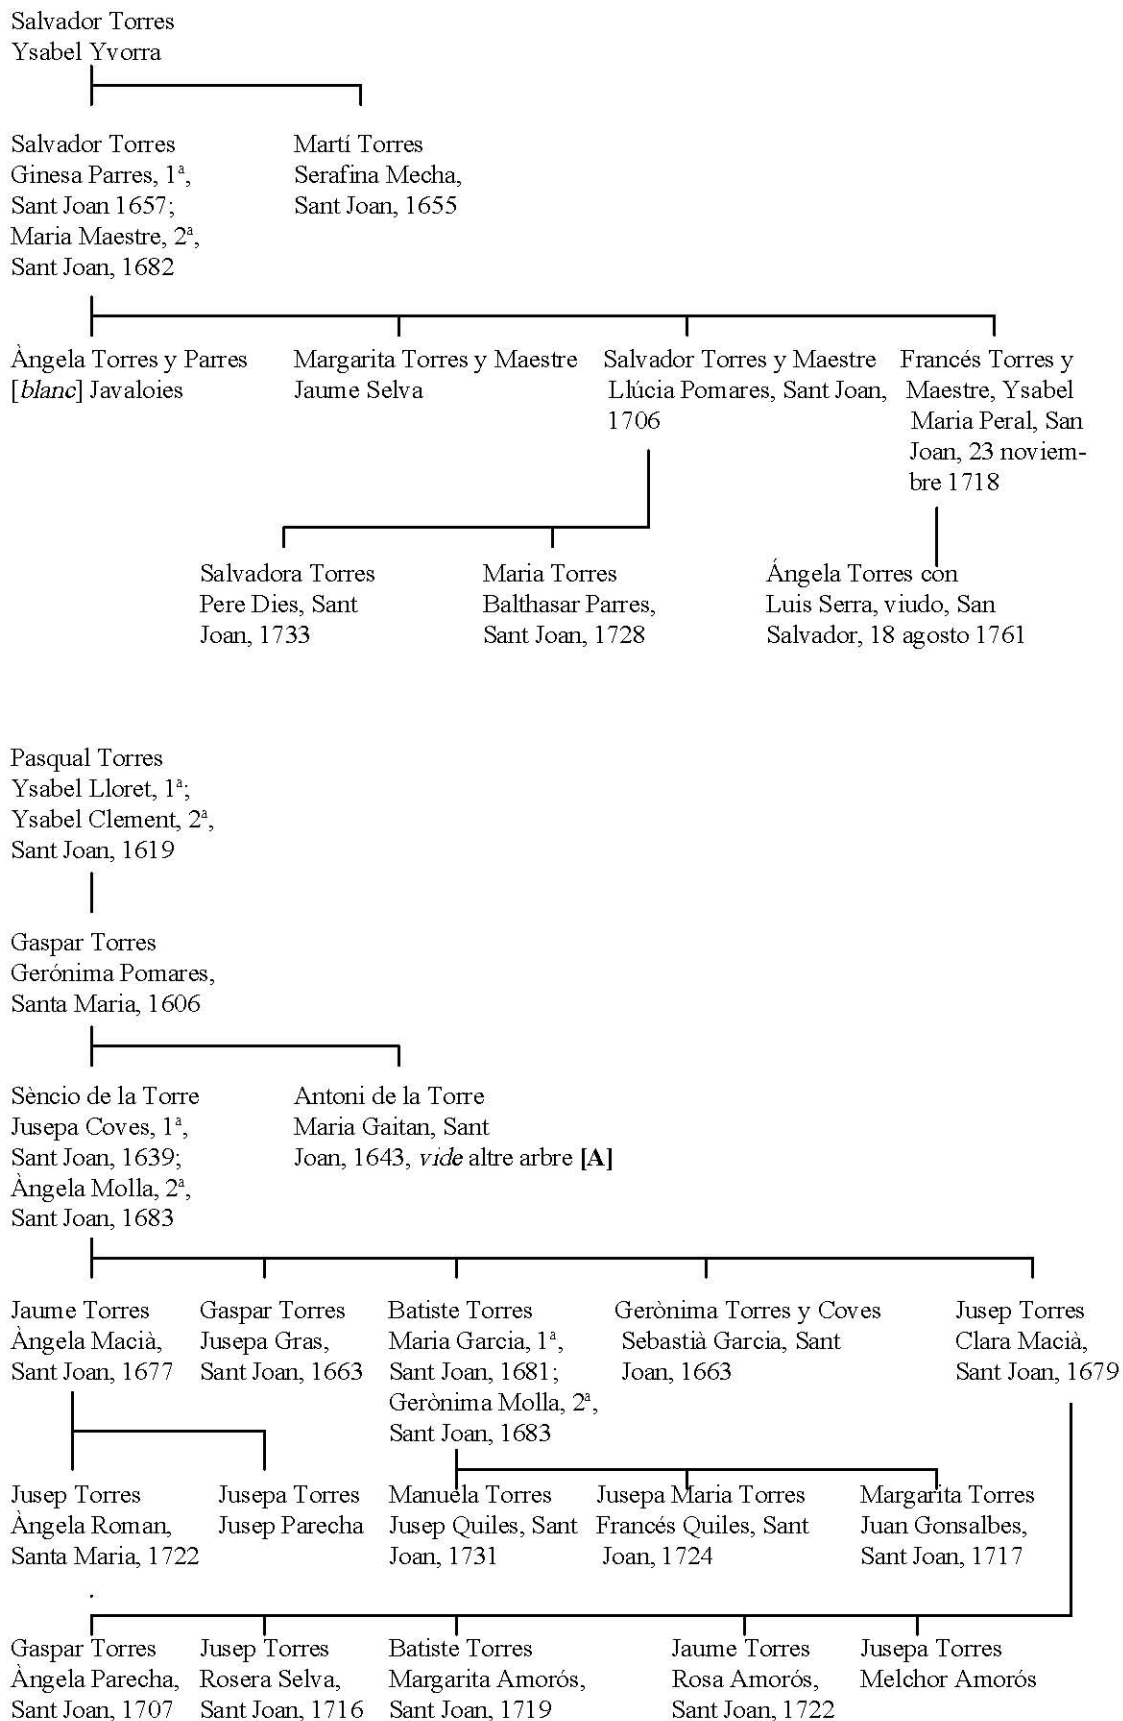 Salvador Torres
Ysabel Yvorra
Salvador Torres
Ginesa Parres, 1ª,
Sant Joan 1657;
Maria Maestre, 2ª,
Sant Joan, 1682
Martí Torres
Serafina Mecha,
Sant Joan, 1655
Àngela Torres y Parres
[blanc] Javaloies
Margarita Torres y Maestre
Jaume Selva
Salvador Torres y Maestre
Llúcia Pomares, Sant Joan,
1706
Francés Torres y
Maestre, Ysabel
Maria Peral, San
Joan, 23 noviem-
bre 1718
Salvadora Torres
Pere Dies, Sant
Joan, 1733
Maria Torres
Balthasar Parres,
Sant Joan, 1728
Ángela Torres con
Luis Serra, viudo, San
Salvador, 18 agosto 1761
Pasqual Torres
Ysabel Lloret, 1ª;
Ysabel Clement, 2ª,
Sant Joan, 1619
Gaspar Torres
Gerónima Pomares,
Santa Maria, 1606
Sèncio de la Torre
Jusepa Coves, 1ª,
Sant Joan, 1639;
Àngela Molla, 2ª,
Sant Joan, 1683
Antoni de la Torre
Maria Gaitan, Sant
Joan, 1643, vide altre arbre [A]
Jaume Torres
Àngela Macià,
Sant Joan, 1677
Gaspar Torres
Jusepa Gras,
Sant Joan, 1663
Batiste Torres
Maria Garcia, 1ª,
Sant Joan, 1681;
Gerònima Molla, 2ª,
Sant Joan, 1683
Gerònima Torres y Coves
Sebastià Garcia, Sant
Joan, 1663
Jusep Torres
Clara Macià,
Sant Joan, 1679
Jusep Torres
Àngela Roman,
Santa Maria, 1722
.
Jusepa Torres
Jusep Parecha
Manuela Torres
Jusep Quiles, Sant
Joan, 1731
Jusepa Maria Torres
Francés Quiles, Sant
Joan, 1724
Margarita Torres
Juan Gonsalbes,
Sant Joan, 1717
Gaspar Torres
Àngela Parecha,
Sant Joan, 1707
Jusep Torres
Rosera Selva,
Sant Joan, 1716
Batiste Torres
Margarita Amorós,
Sant Joan, 1719
Jaume Torres
Rosa Amorós,
Sant Joan, 1722
Jusepa Torres
Melchor Amorós